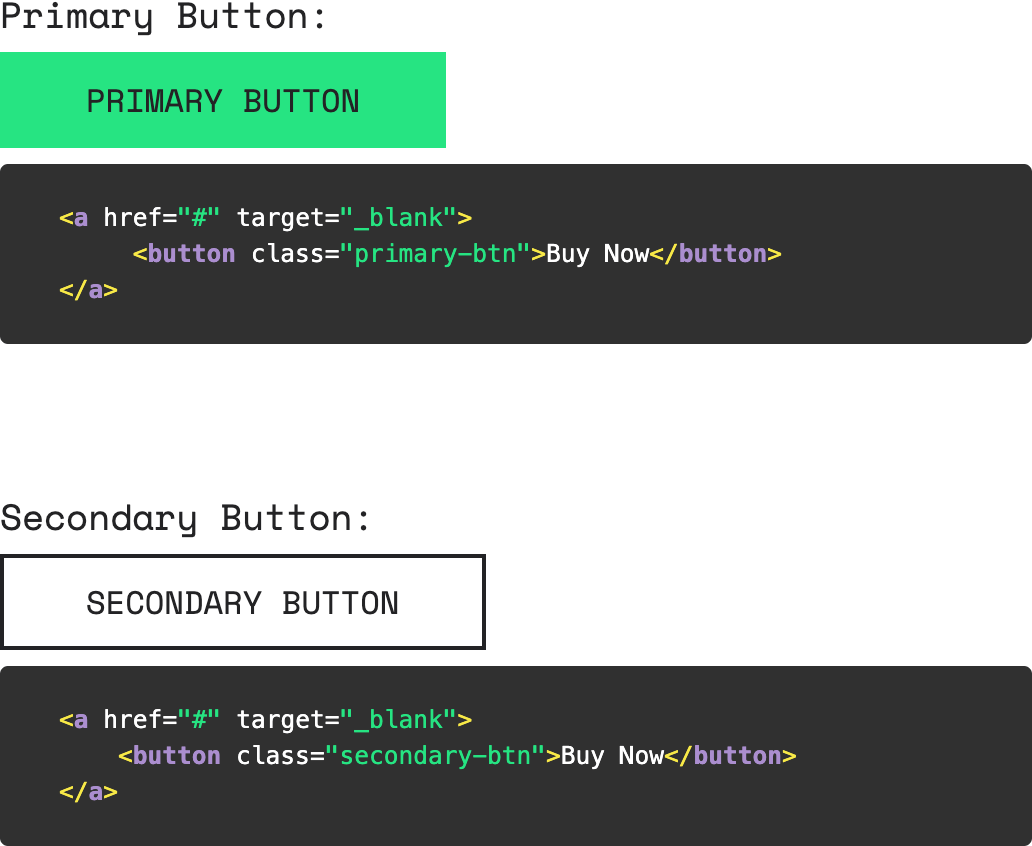 Primary Button:
PRIMARY BUTTON
<a href="#" target="_blank">
     <button class="primary-btn">Buy Now</button>
</a>
Secondary Button:
SECONDARY BUTTON
<a href="#" target="_blank">
    <button class="secondary-btn">Buy Now</button>
</a>